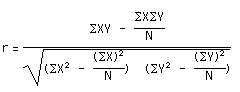 r = (ΣXY - ΣXΣY/N) / √((ΣX² - (ΣX)²/N) (ΣY² - (ΣY)²/N))